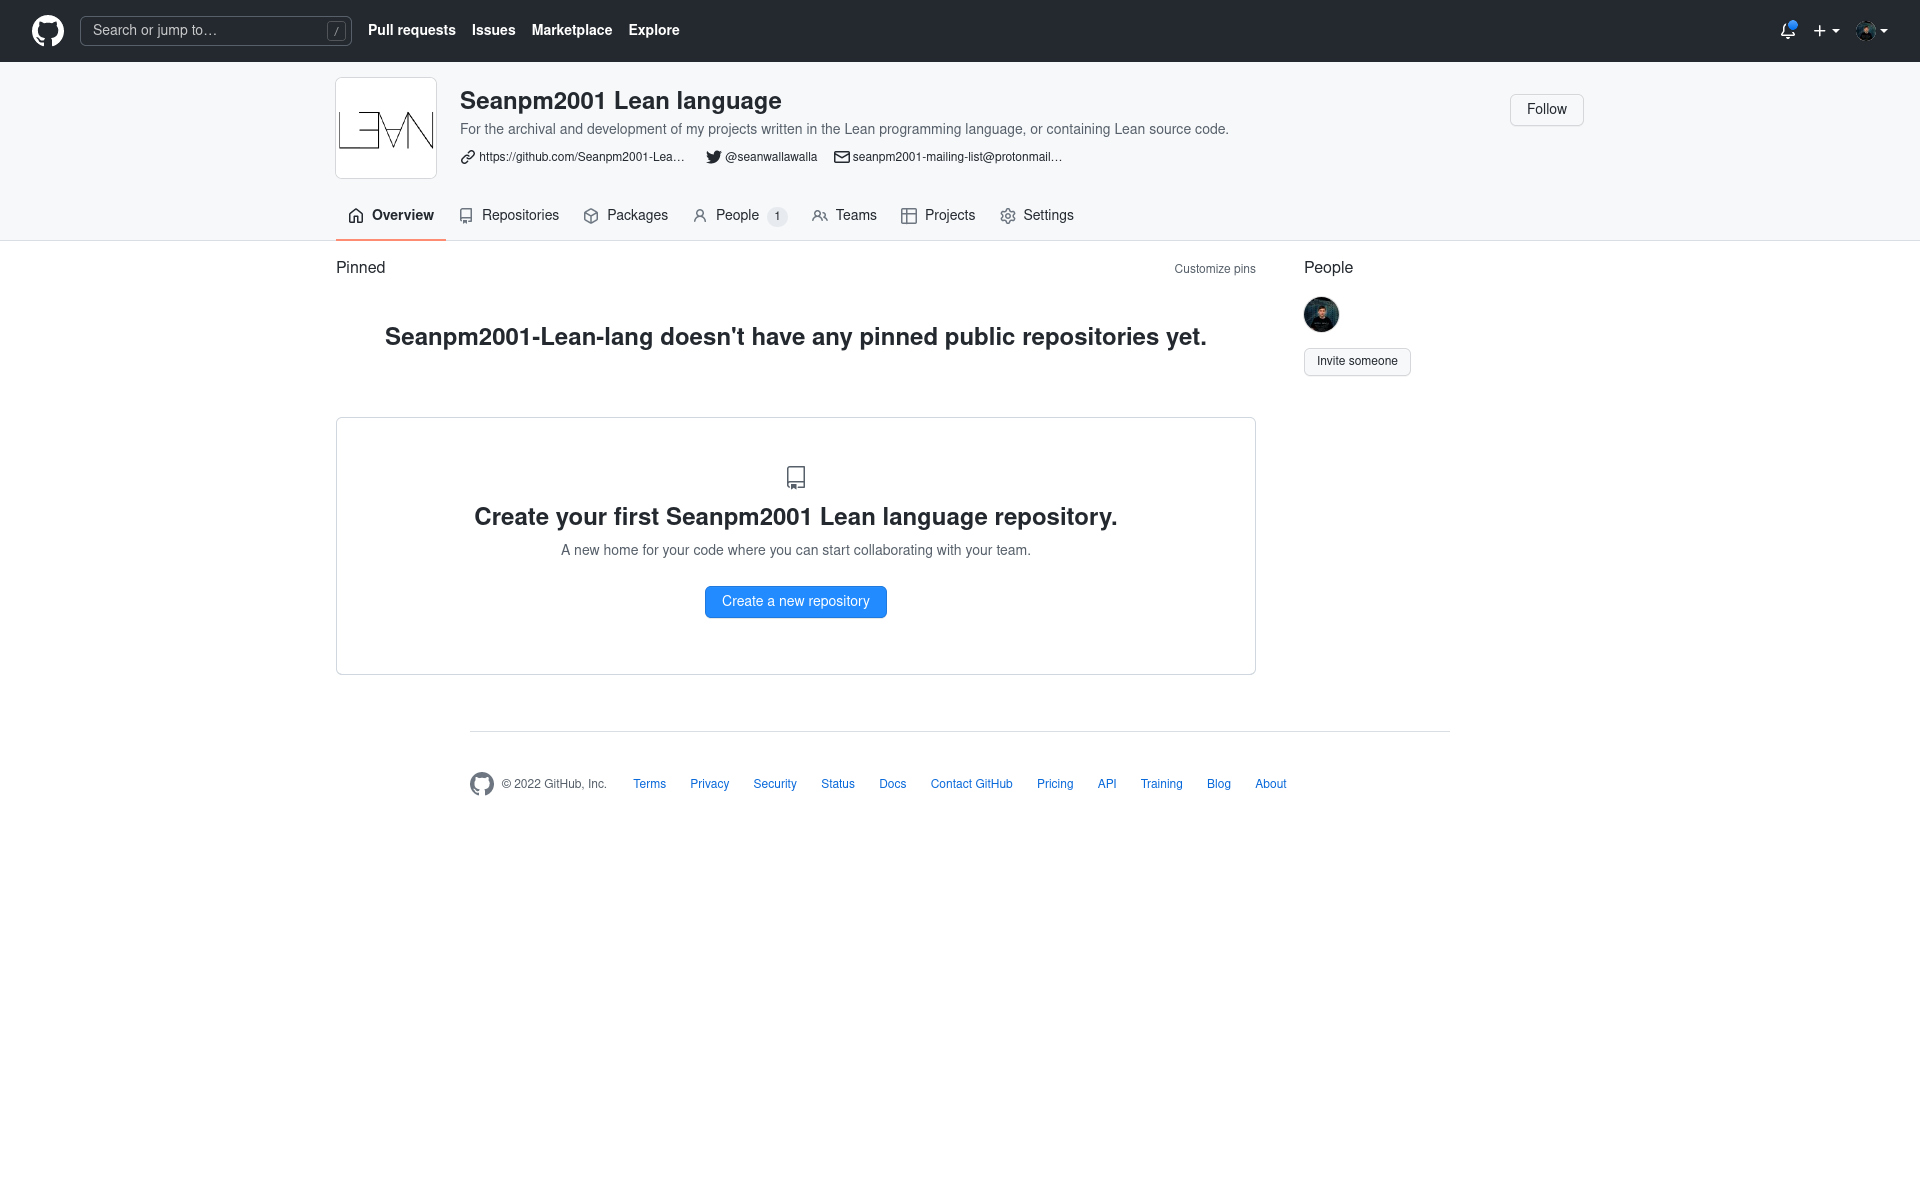 Search or jump to…
/
Pull requests
Issues
Marketplace
Explore
LEAN
Seanpm2001 Lean language
For the archival and development of my projects written in the Lean programming language, or containing Lean source code.
https://github.com/Seanpm2001-Lea…
@seanwallawalla
seanpm2001-mailing-list@protonmail…
Follow
Overview
Repositories
Packages
People 1
Teams
Projects
Settings
Pinned
Customize pins
Seanpm2001-Lean-lang doesn't have any pinned public repositories yet.
Create your first Seanpm2001 Lean language repository.
A new home for your code where you can start collaborating with your team.
Create a new repository
People
Invite someone
© 2022 GitHub, Inc.
Terms
Privacy
Security
Status
Docs
Contact GitHub
Pricing
API
Training
Blog
About